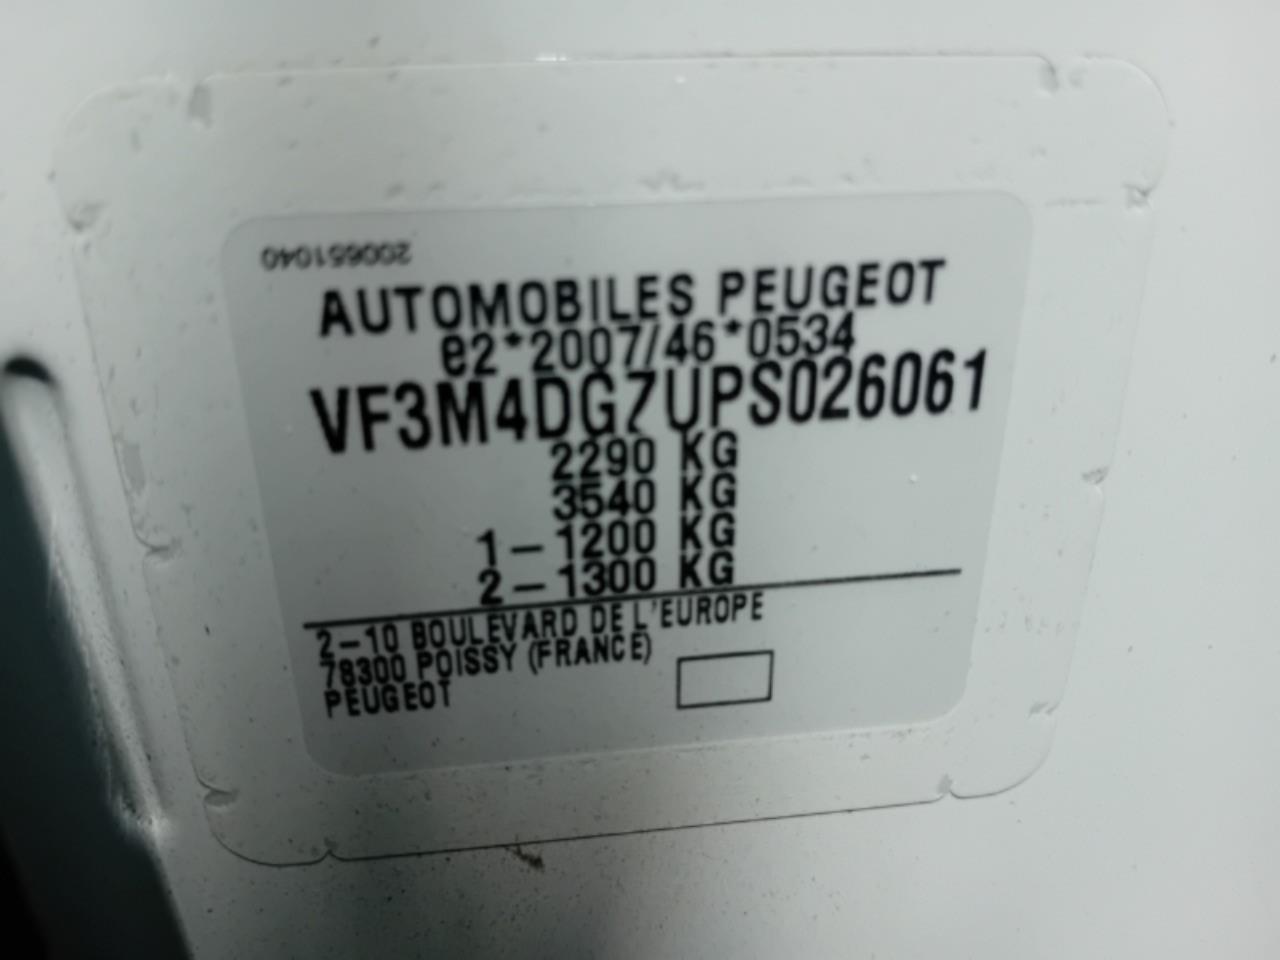 200651040
AUTOMOBILES PEUGEOT
e2*2007/46*0534
VF3M4DGZUPS026061
2290 KG
3540 KG
1-1200 KG
2-1300 KG
2-10 BOULEVARD DE L'EUROPE
78300 POISSY (FRANCE)
PEUGEOT